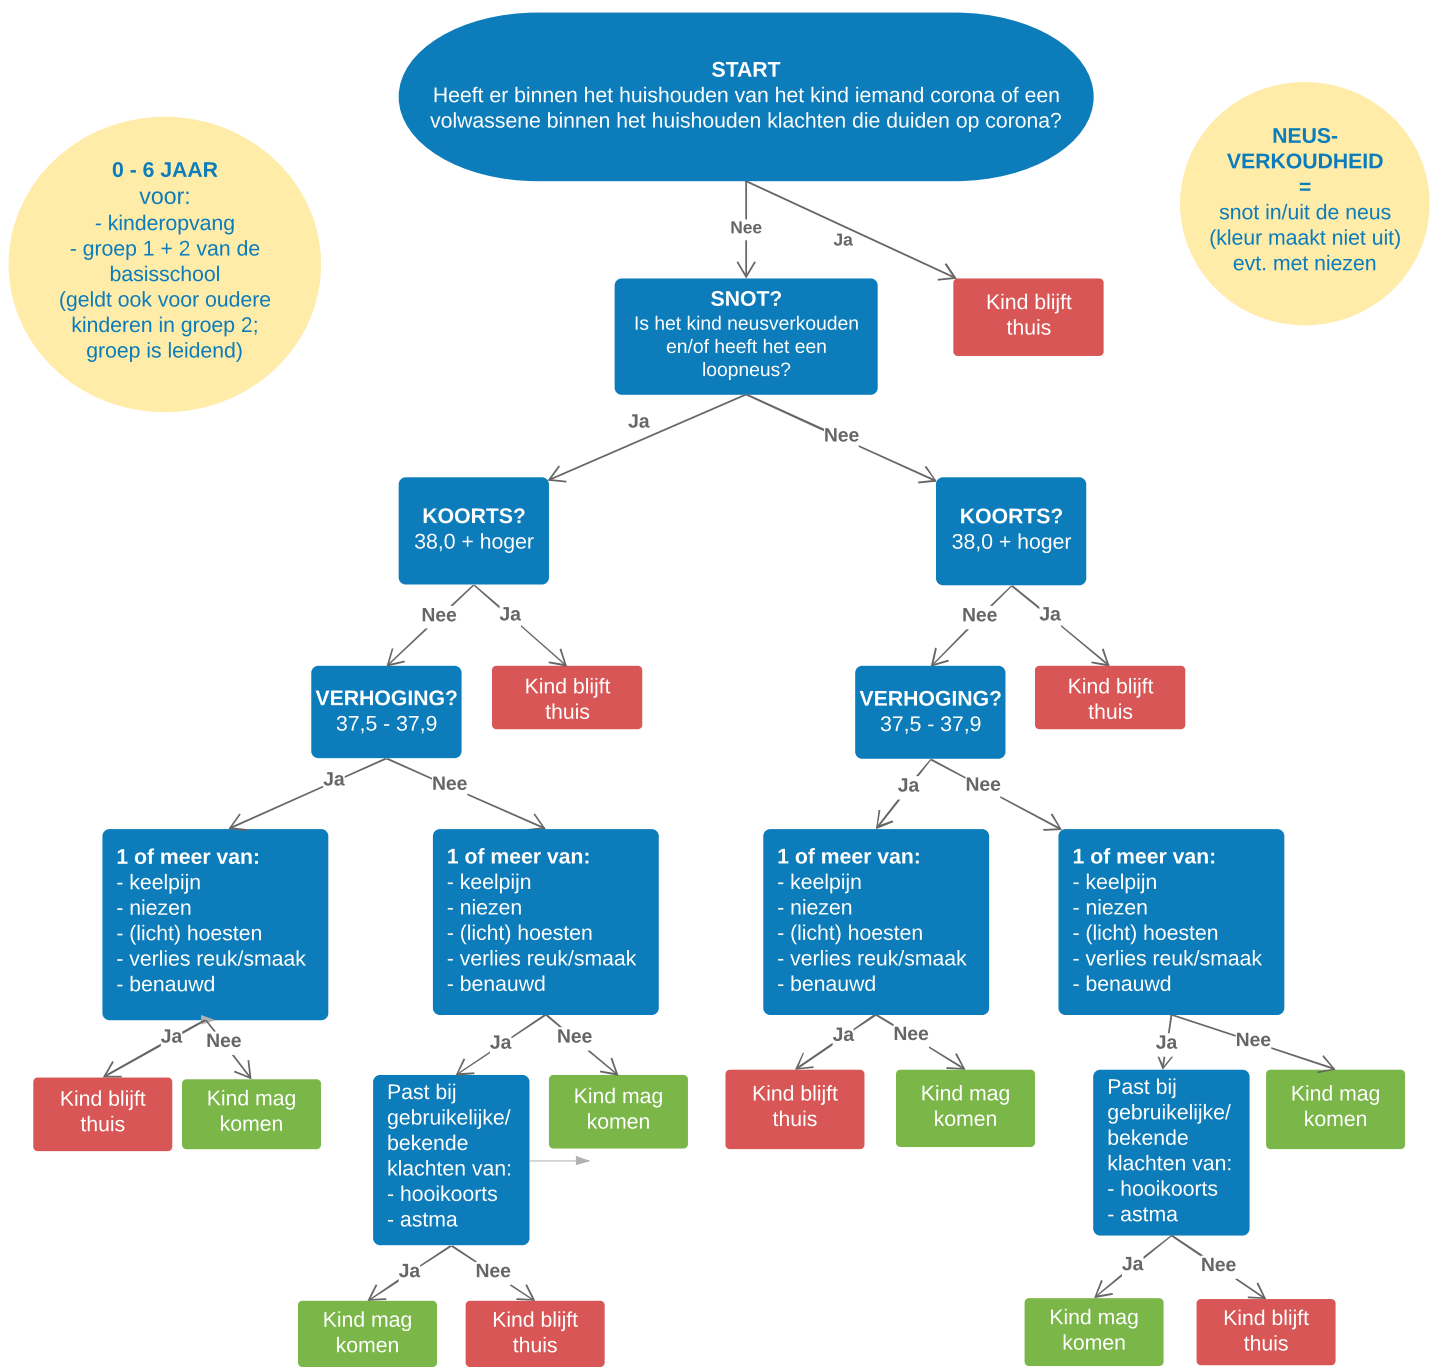 START
Heeft er binnen het huishouden van het kind iemand corona of een
volwassene binnen het huishouden klachten die duiden op corona?
0 - 6 JAAR
voor:
- kinderopvang
- groep 1 + 2 van de
basisschool
(geldt ook voor oudere
kinderen in groep 2;
groep is leidend)
NEUS-
VERKOUDHEID
=
snot in/uit de neus
(kleur maakt niet uit)
evt. met niezen
Nee
Ja
SNOT?
Is het kind neusverkouden
en/of heeft het een
loopneus?
Kind blijft
thuis
Ja
Nee
KOORTS?
38,0 + hoger
KOORTS?
38,0 + hoger
Nee
Ja
Nee
Ja
VERHOGING?
37,5 - 37,9
Kind blijft
thuis
VERHOGING?
37,5 - 37,9
Kind blijft
thuis
Ja
Nee
Ja
Nee
1 of meer van:
- keelpijn
- niezen
- (licht) hoesten
- verlies reuk/smaak
- benauwd
1 of meer van:
- keelpijn
- niezen
- (licht) hoesten
- verlies reuk/smaak
- benauwd
1 of meer van:
- keelpijn
- niezen
- (licht) hoesten
- verlies reuk/smaak
- benauwd
1 of meer van:
- keelpijn
- niezen
- (licht) hoesten
- verlies reuk/smaak
- benauwd
Ja
Nee
Ja
Nee
Ja
Nee
Ja
Nee
Kind blijft
thuis
Kind mag
komen
Past bij
gebruikelijke/
bekende
klachten van:
- hooikoorts
- astma
Kind mag
komen
Kind blijft
thuis
Kind mag
komen
Past bij
gebruikelijke/
bekende
klachten van:
- hooikoorts
- astma
Kind mag
komen
Ja
Nee
Ja
Nee
Kind mag
komen
Kind blijft
thuis
Kind mag
komen
Kind blijft
thuis